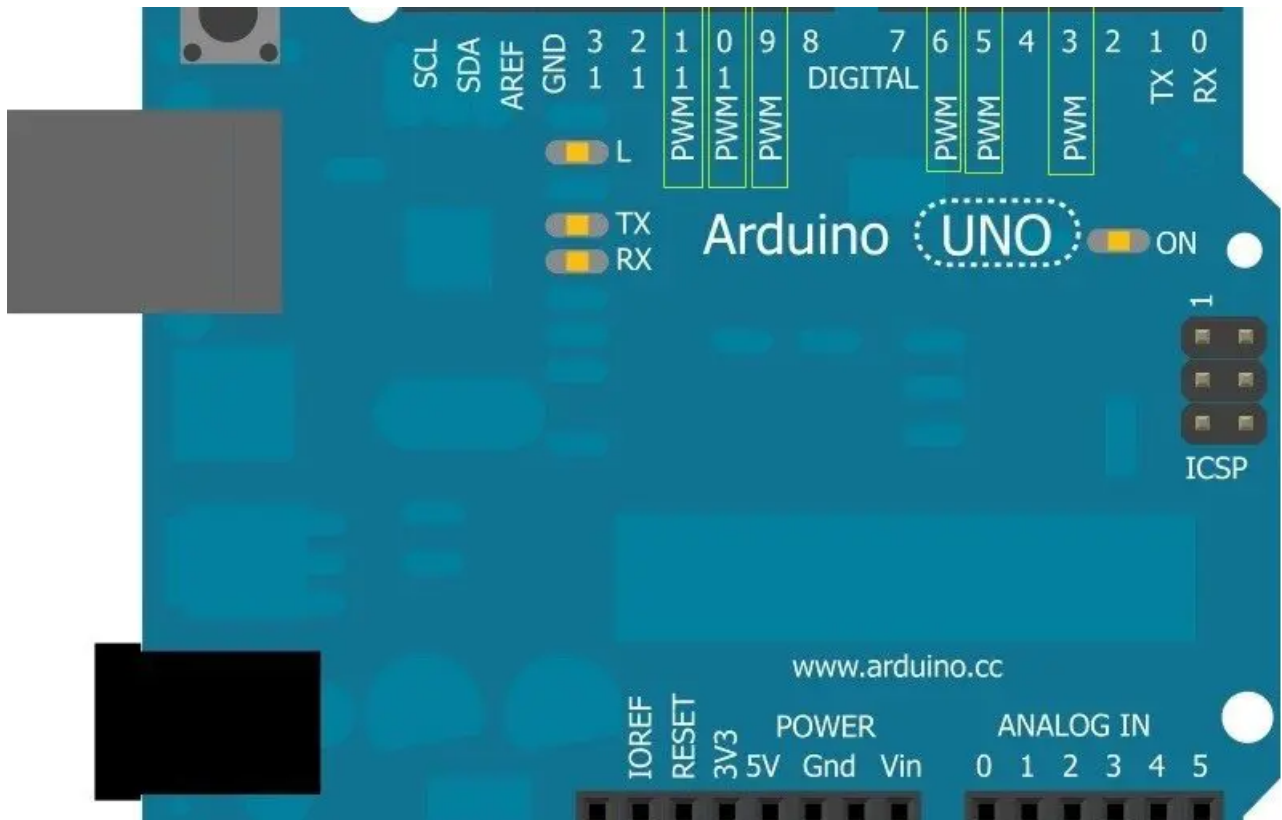 SCL SDA AREF GND 13 12 11 10 9 8 7 6 5 4 3 2 1 0
DIGITAL
PWM PWM PWM PWM PWM PWM TX RX
L
TX
RX
Arduino UNO ON
1
ICSP
www.arduino.cc
POWER ANALOG IN
IOREF RESET 3V3 5V Gnd Vin 0 1 2 3 4 5